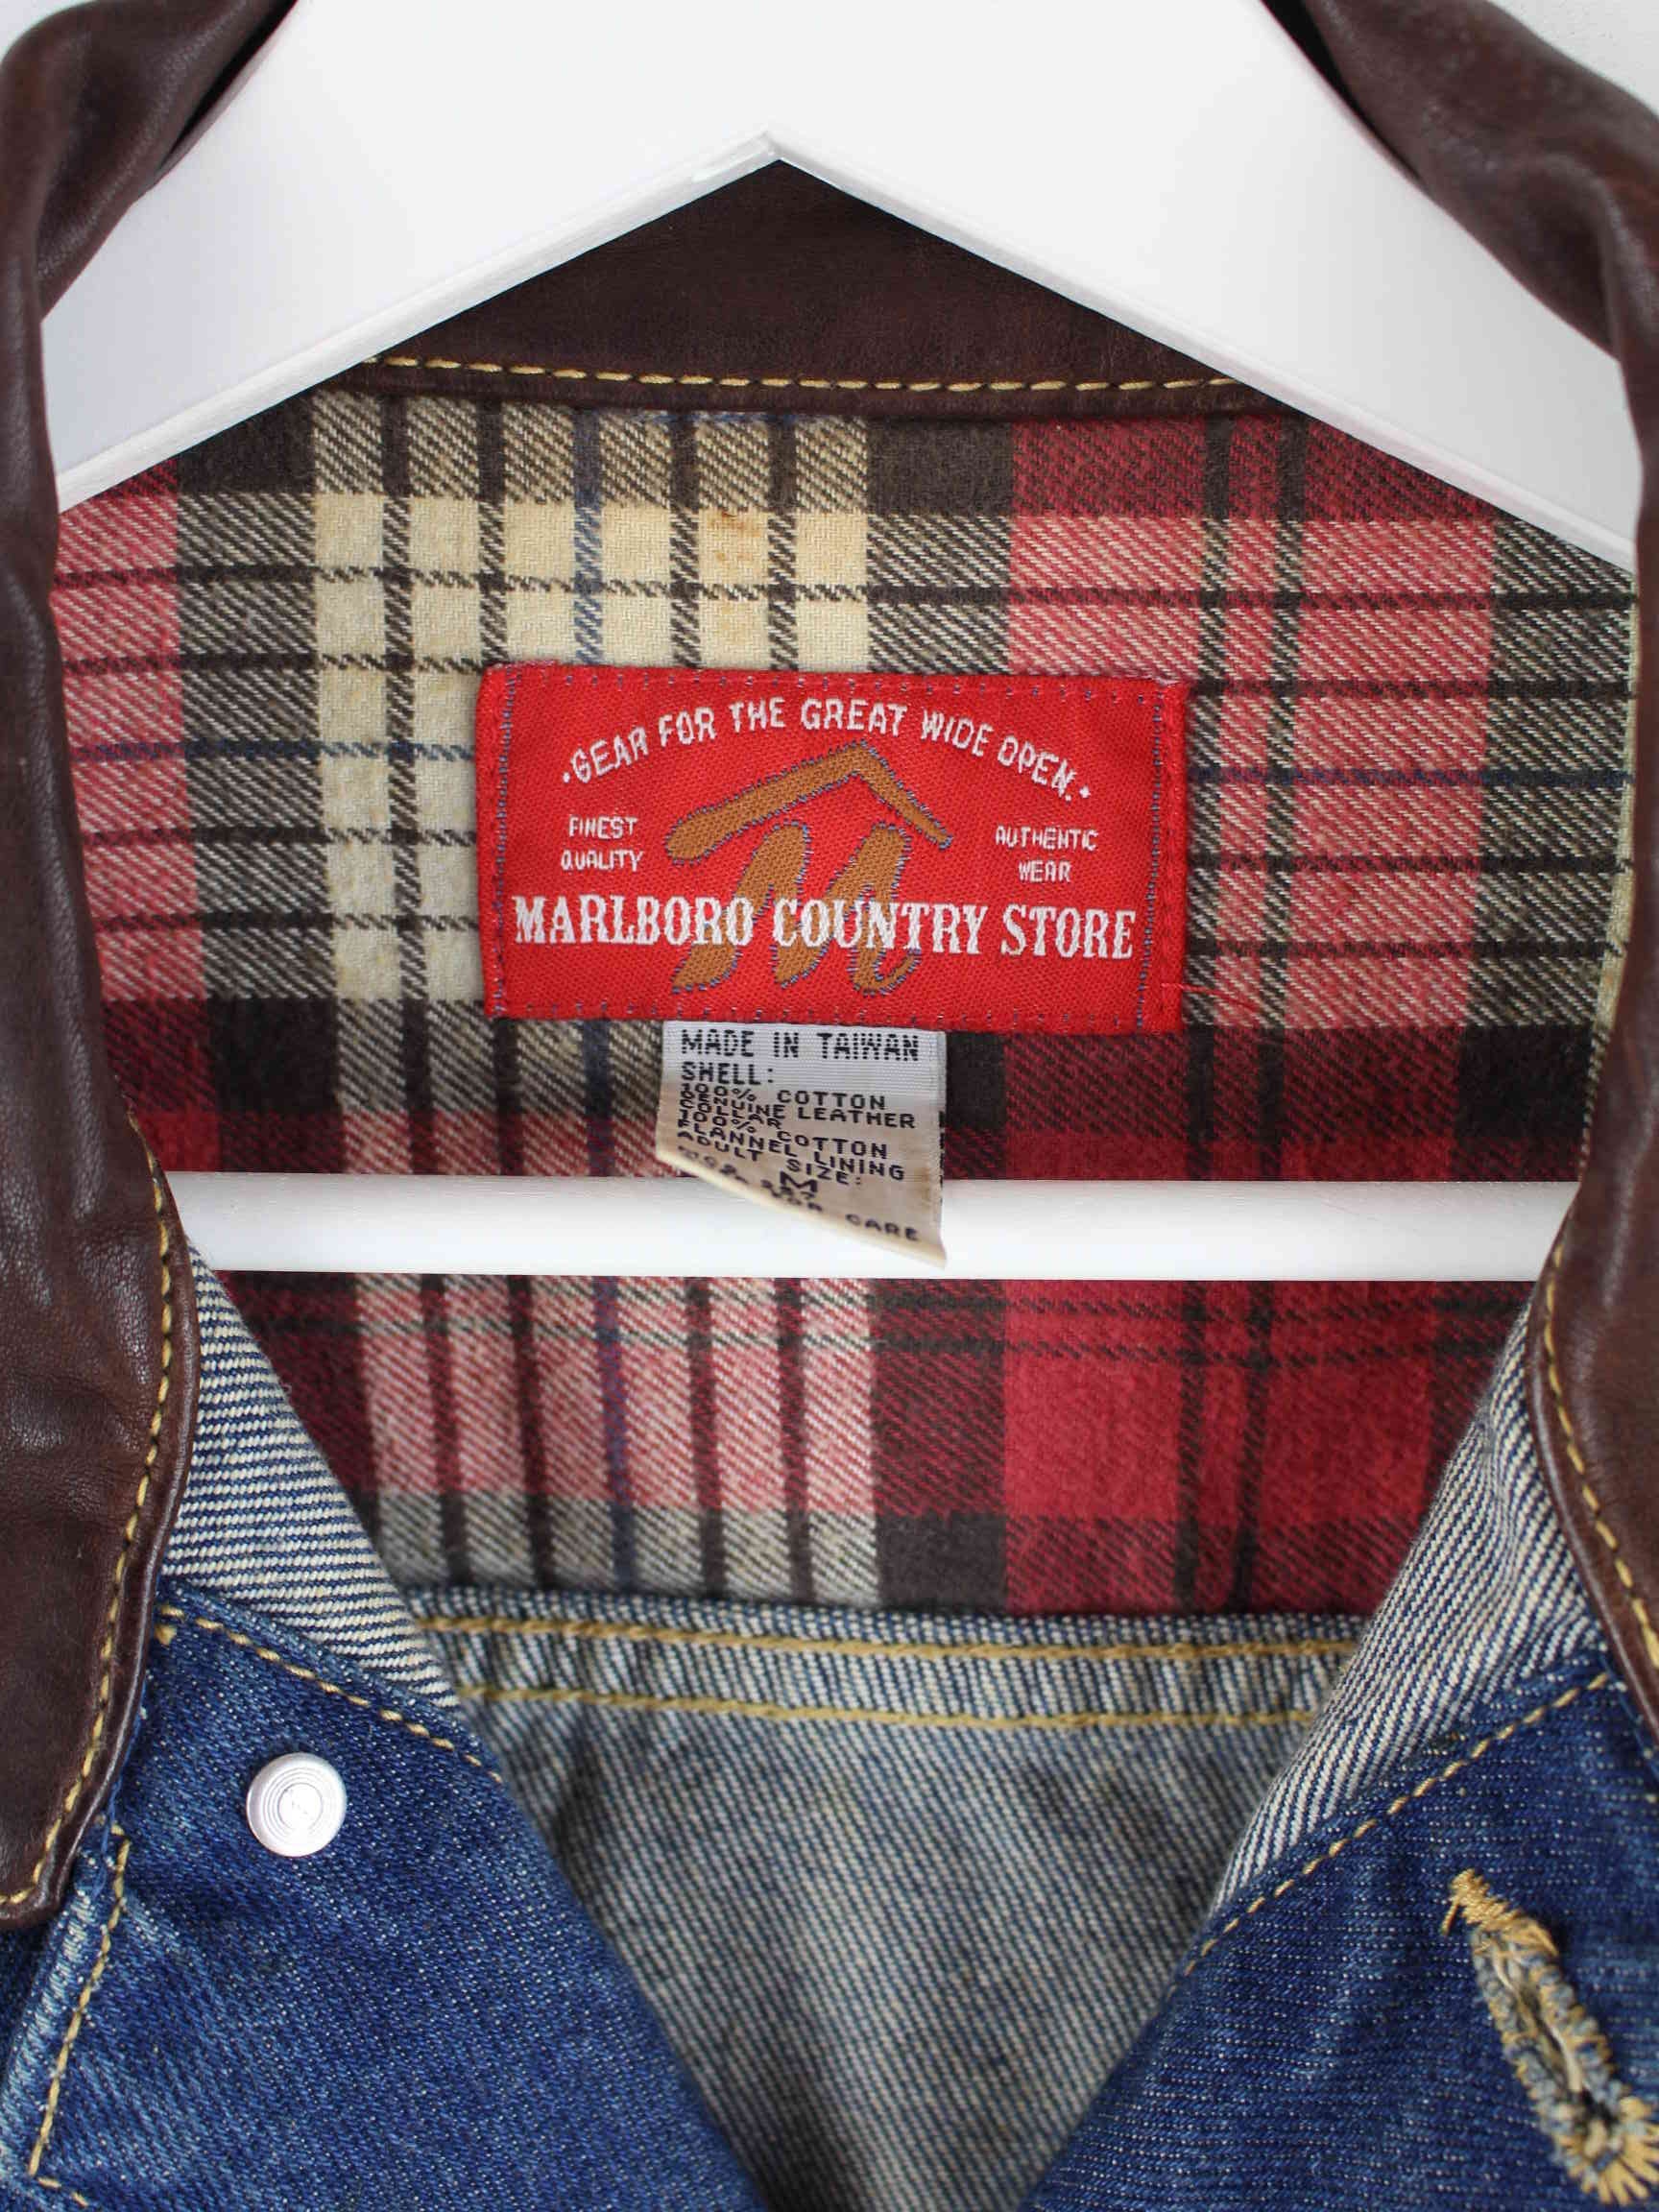 ·GEAR FOR THE GREAT WIDE OPEN.·
FINEST
QUALITY
AUTHENTIC
WEAR
MARLBORO COUNTRY STORE
MADE IN TAIWAN
SHELL:
100% COTTON
GENUINE LEATHER
COLLAR
100% COTTON
FLANNEL LINING
ADULT SIZE:
M
CARE